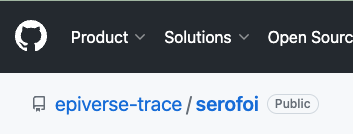 Product Solutions Open Sourc
epiverse-trace / serofoi Public